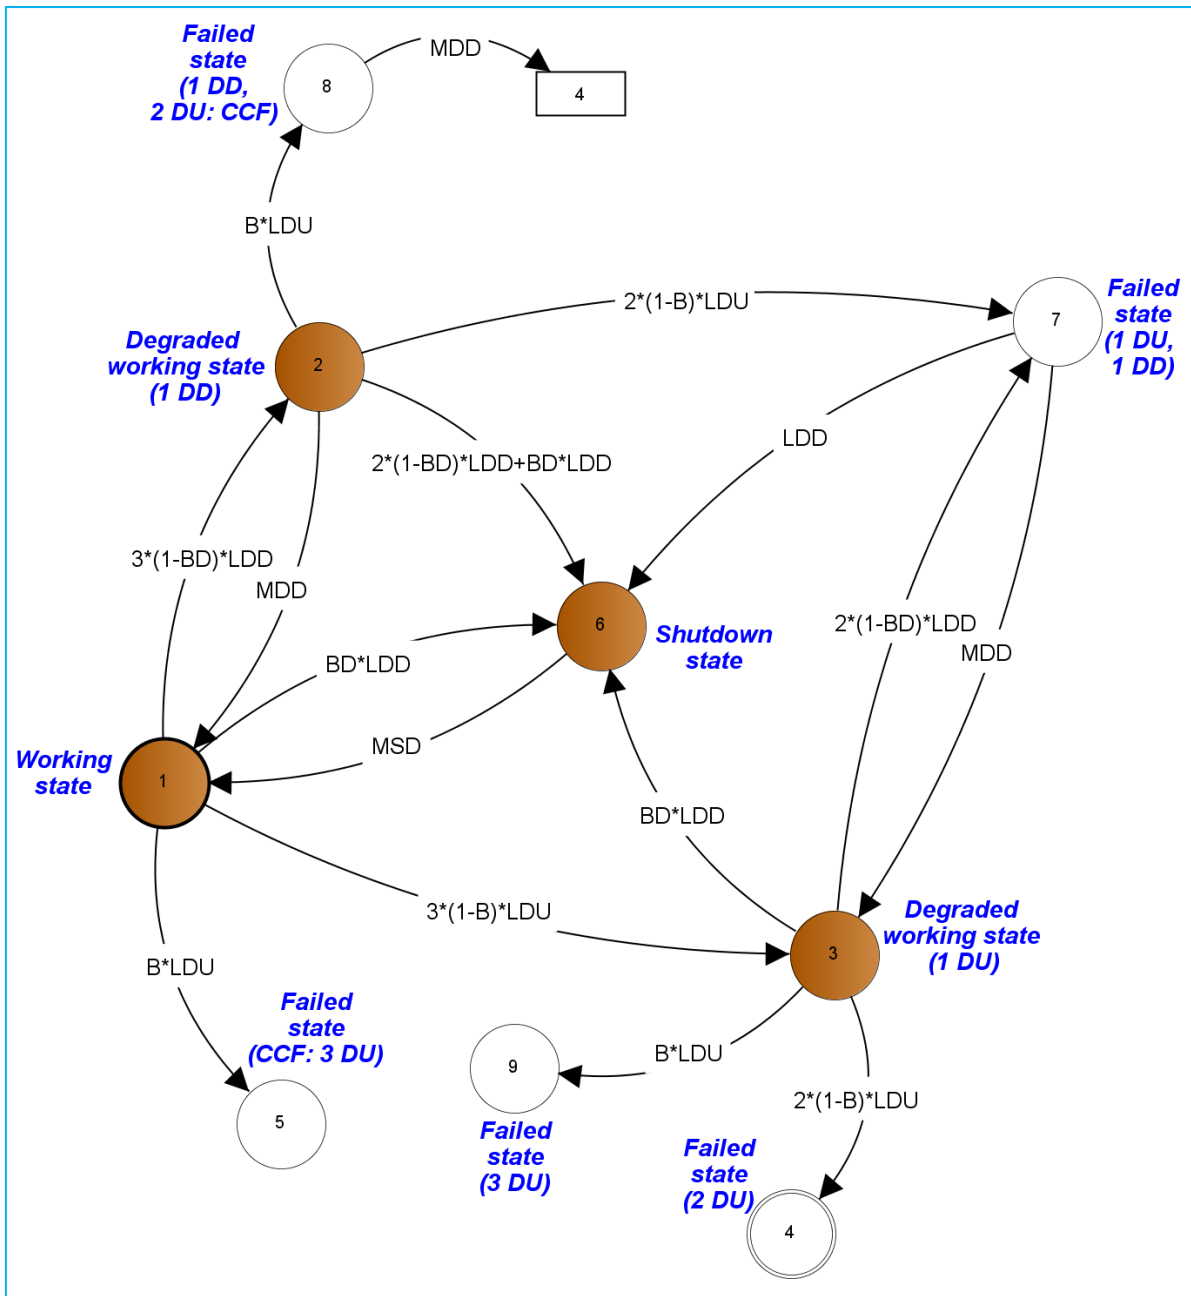 Failed
state
(1 DD,
2 DU: CCF)
8
MDD
4
B*LDU
2*(1-B)*LDU
7
Failed
state
(1 DU,
1 DD)
Degraded
working state
(1 DD)
2
LDD
2*(1-BD)*LDD+BD*LDD
3*(1-BD)*LDD
MDD
6
Shutdown
state
2*(1-BD)*LDD
MDD
BD*LDD
MSD
Working
state
1
BD*LDD
3*(1-B)*LDU
Degraded
working state
(1 DU)
3
B*LDU
Failed
state
(CCF: 3 DU)
5
B*LDU
9
Failed
state
(3 DU)
2*(1-B)*LDU
Failed
state
(2 DU)
4